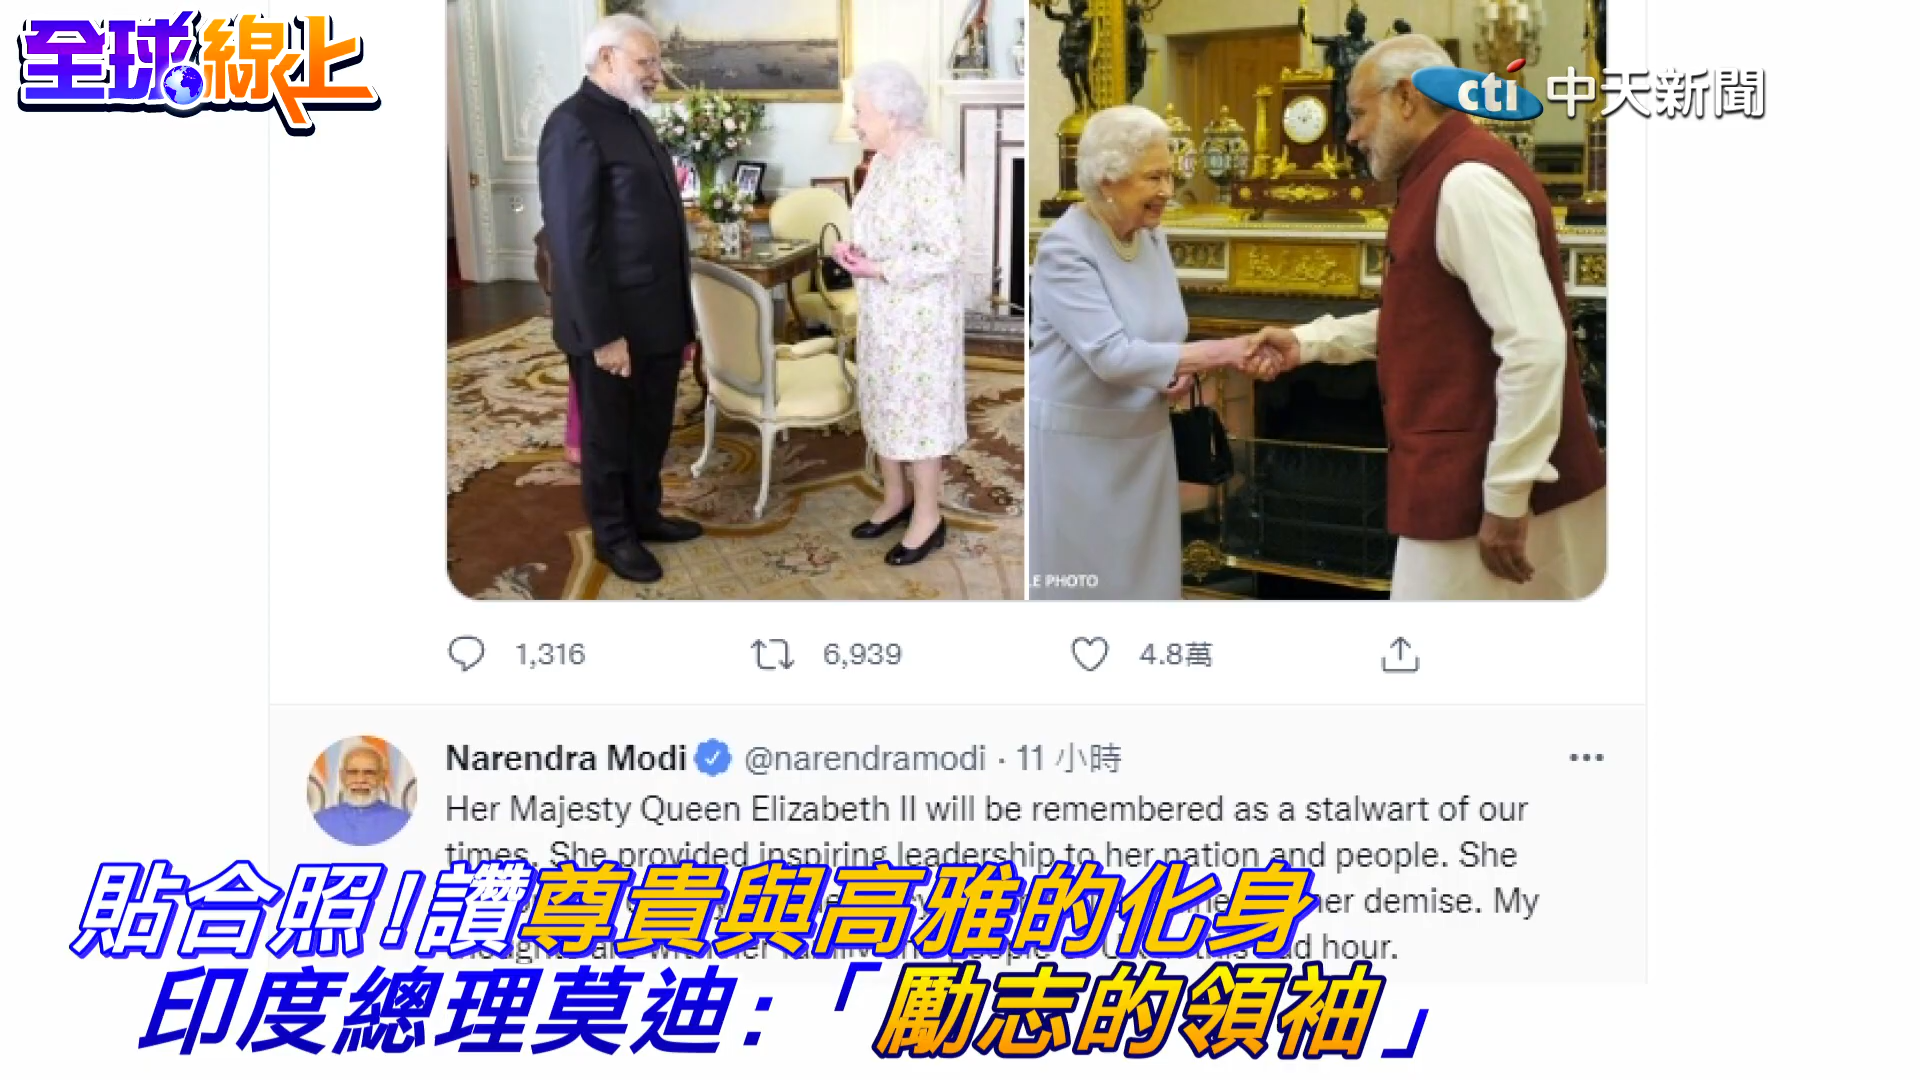 全球線上
cti 中天新聞
LE PHOTO
1,316 6,939 4.8萬
Narendra Modi @narendramodi · 11 小時
Her Majesty Queen Elizabeth II will be remembered as a stalwart of our
times. She provided inspiring leadership to her nation and people. She
her demise. My
hour.
貼合照!讚尊貴與高雅的化身
印度總理莫迪:「勵志的領袖」